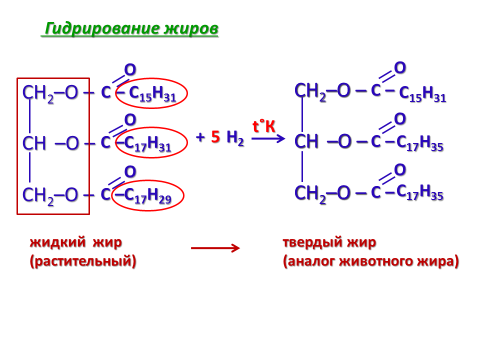 Гидрирование жиров
O O
CH2–O – C – C15H31 CH2–O – C – C15H31
O t˚K O
CH –O – C – C17H31 + 5 H2 CH –O – C – C17H35
O O
CH2–O – C – C17H29 CH2–O – C – C17H35
жидкий жир твердый жир
(растительный) (аналог животного жира)